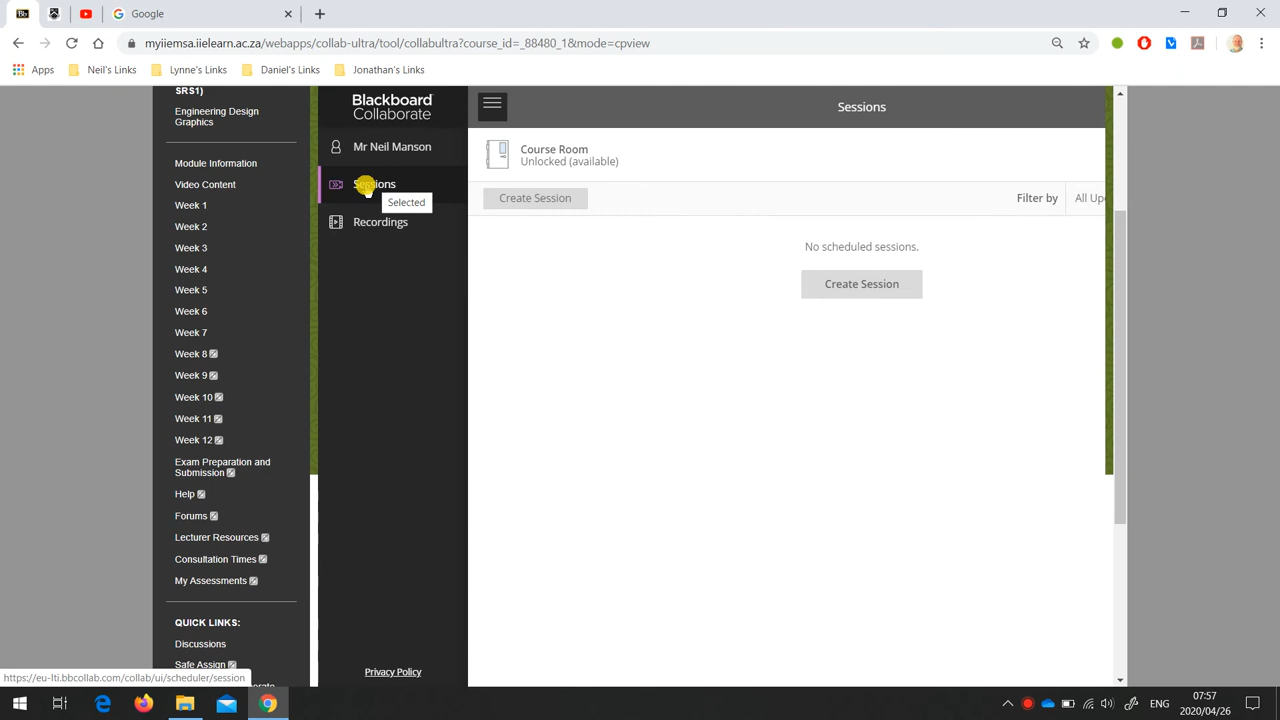 Google
myiiemsa.iielearn.ac.za/webapps/collab-ultra/tool/collabultra?course_id=_88480_1&mode=cpview
Apps
Neil's Links
Lynne's Links
Daniel's Links
Jonathan's Links
SRS1)
Engineering Design
Graphics
Module Information
Video Content
Week 1
Week 2
Week 3
Week 4
Week 5
Week 6
Week 7
Week 8
Week 9
Week 10
Week 11
Week 12
Exam Preparation and
Submission
Help
Forums
Lecturer Resources
Consultation Times
My Assessments
QUICK LINKS:
Discussions
Safe Assign
https://eu-lti.bbcollab.com/collab/ui/scheduler/session
Blackboard
Collaborate
Mr Neil Manson
Sessions
Selected
Recordings
Privacy Policy
Sessions
Course Room
Unlocked (available)
Create Session
Filter by
All Upc
No scheduled sessions.
Create Session
07:57
ENG
2020/04/26